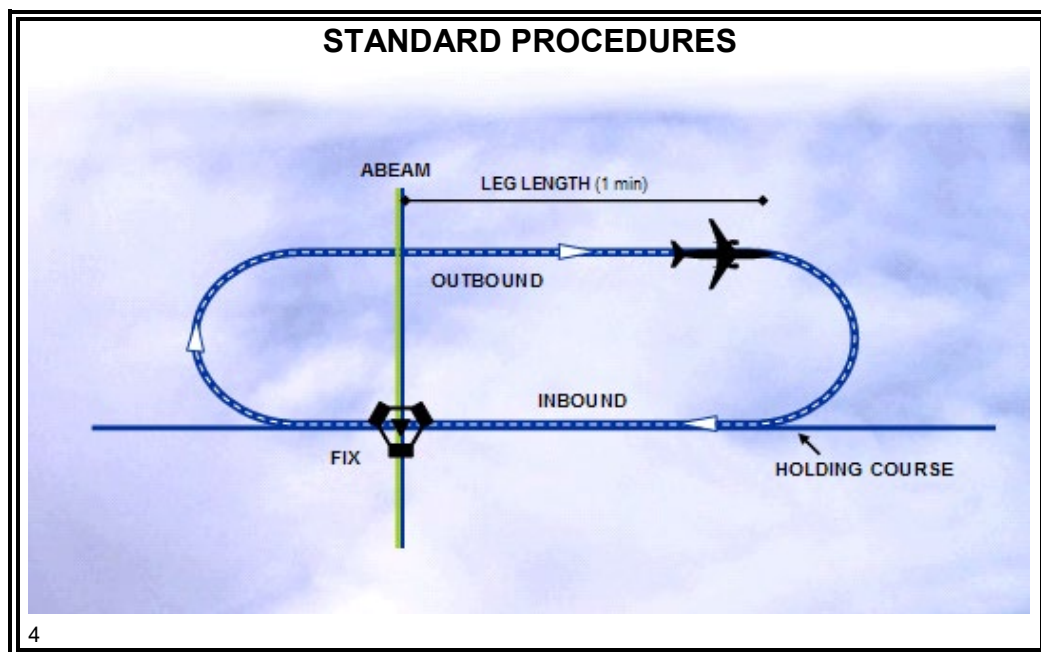 STANDARD PROCEDURES
ABEAM
LEG LENGTH (1 min)
OUTBOUND
INBOUND
FIX
HOLDING COURSE
4